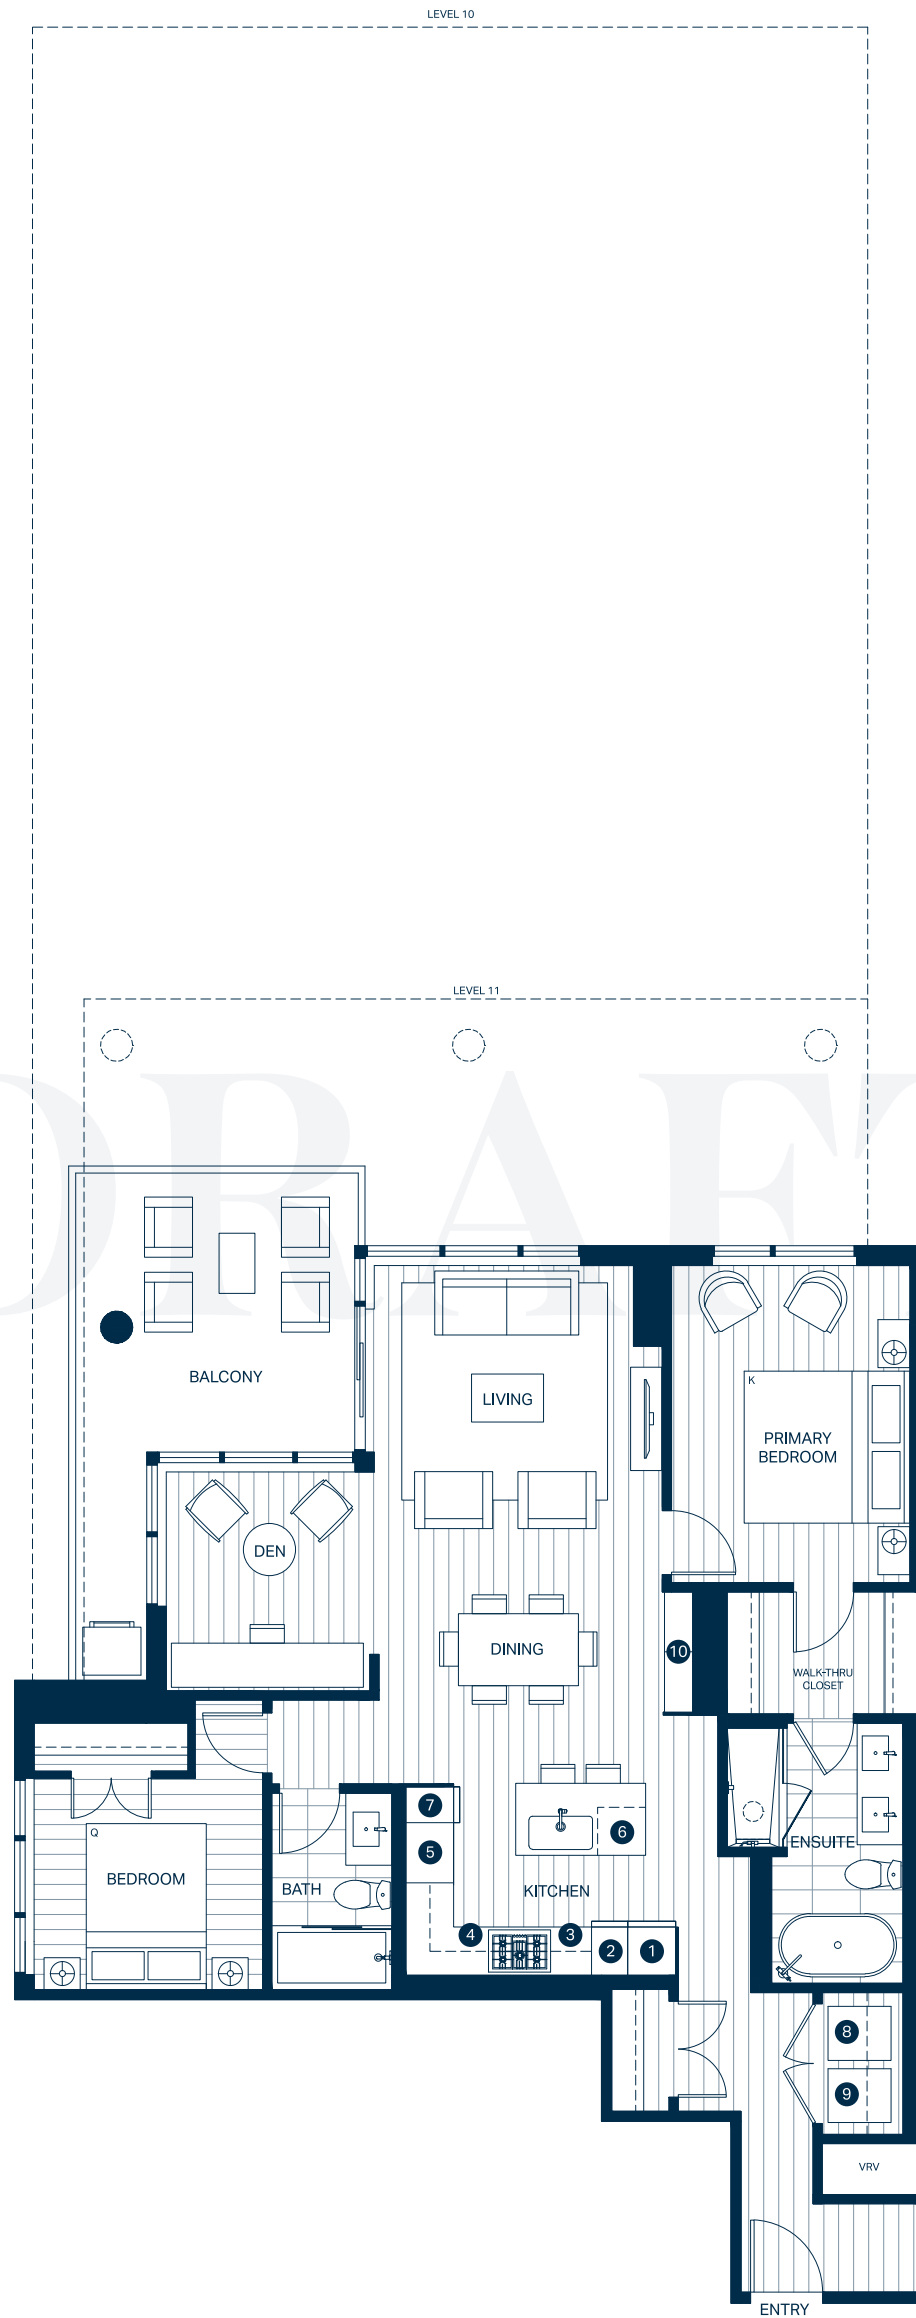 LEVEL 10
LEVEL 11
DRAFT
BALCONY
LIVING
K
PRIMARY
BEDROOM
DEN
DINING
10
WALK-THRU
CLOSET
7
6
5
ENSUITE
Q
BEDROOM
BATH
KITCHEN
4
3
2
1
8
9
VRV
ENTRY